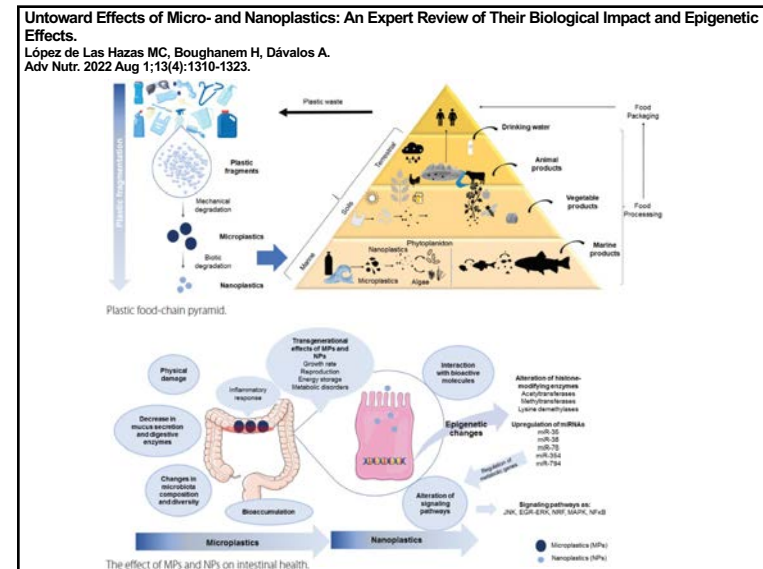 Untoward Effects of Micro- and Nanoplastics: An Expert Review of Their Biological Impact and Epigenetic
Effects.
López de Las Hazas MC, Boughanem H, Dávalos A.
Adv Nutr. 2022 Aug 1;13(4):1310-1323.
Plastic fragmentation
Plastic
fragments
Mechanical
degradation
Microplastics
Biotic
degradation
Nanoplastics
Plastic waste
Food
Packaging
Food
Processsing
Terrestrial
Soils
Marine
Drinking water
Animal
products
Vegetable
products
Marine
products
Phytoplankton
Nanoplastics
Microplastics
Algae
Plastic food-chain pyramid.
Physical
damage
Decrease in
mucus secretion
and digestive
enzymes
Changes in
microbiota
composition
and diversity
Bioaccumulation
Inflammatory
response
Transgenerational
effects of MPs and
NPs
Growth rate
Reproduction
Energy storage
Metabolic disorders
Interaction
with bioactive
molecules
Epigenetic
changes
Alteration of histone-
modifying enzymes
Acetyltransferases
Methyltransferases
Lysine demethylases
Upregulation of miRNAs
miR-35
miR-38
miR-76
miR-354
miR-794
Regulation of
metabolic genes
Alteration of
signaling
pathways
Signaling pathways as:
JNK, EGR-ERK, NRF, MAPK, NFκB
Microplastics
Nanoplastics
Microplastics (MPs)
Nanoplastics (NPs)
The effect of MPs and NPs on intestinal health.